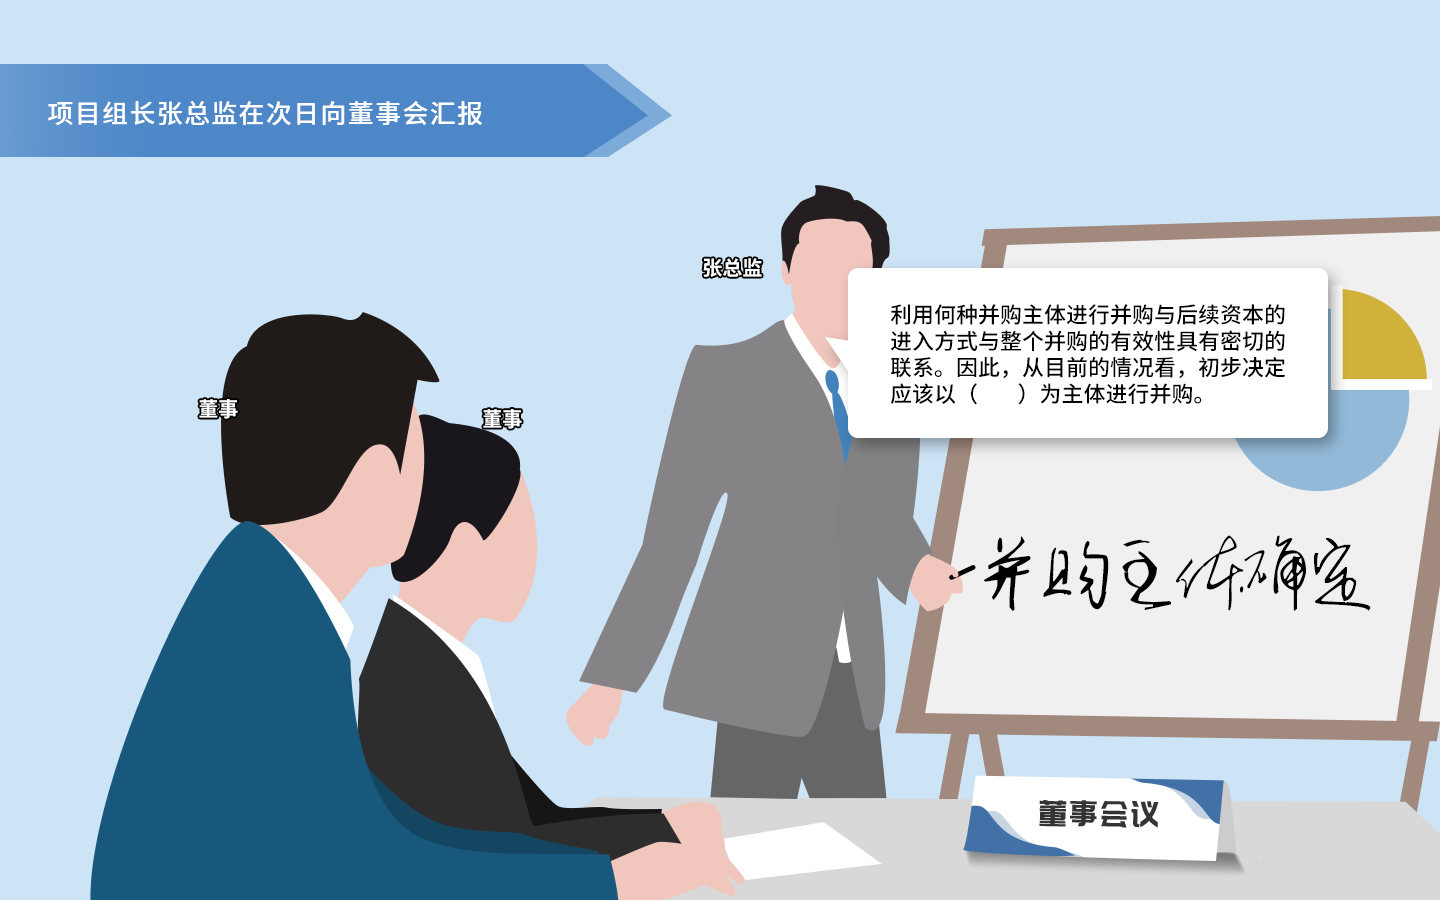 项目组长张总监在次日向董事会汇报
张总监
利用何种并购主体进行并购与后续资本的
进入方式与整个并购的有效性具有密切的
联系。因此，从目前的情况看，初步决定
应该以（　　）为主体进行并购。
董事
董事
并购主体确定
董事会议